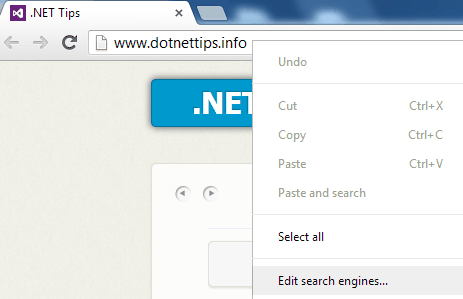 .NET Tips
www.dotnettips.info
Undo
.NET
Cut Ctrl+X
Copy Ctrl+C
Paste Ctrl+V
Paste and search
Select all
Edit search engines...